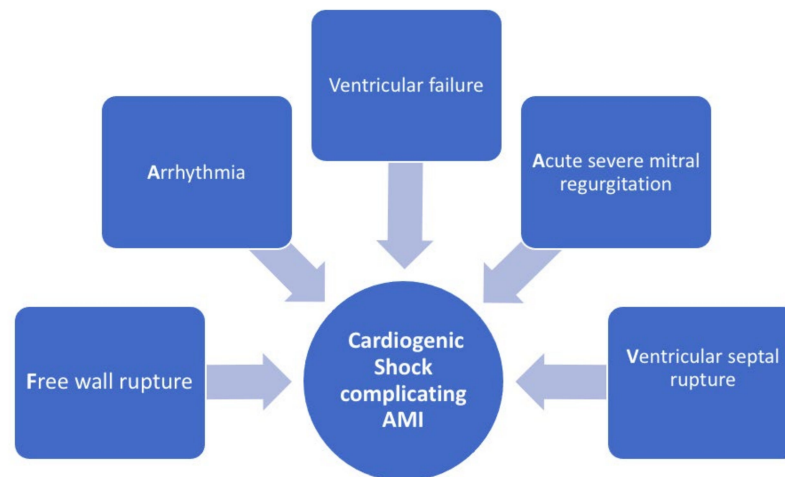 Ventricular failure
Arrhythmia
Acute severe mitral
regurgitation
Free wall rupture
Cardiogenic
Shock
complicating
AMI
Ventricular septal
rupture